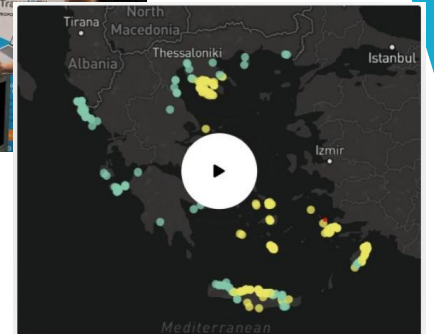 North
Tirana
Macedonia
Thessaloniki
Albania
Istanbul
Izmir
Mediterranean